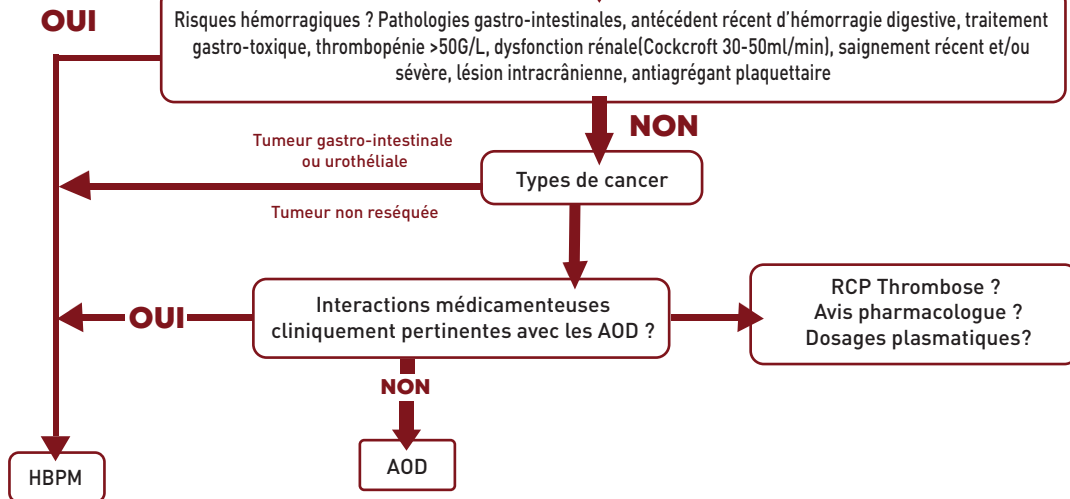 OUI
Risques hémorragiques ? Pathologies gastro-intestinales, antécédent récent d'hémorragie digestive, traitement
gastro-toxique, thrombopénie >50G/L, dysfonction rénale(Cockcroft 30-50ml/min), saignement récent et/ou
sévère, lésion intracrânienne, antiagrégant plaquettaire
NON
Tumeur gastro-intestinale
ou urothéliale
Types de cancer
Tumeur non reséquée
OUI
Interactions médicamenteuses
cliniquement pertinentes avec les AOD ?
RCP Thrombose ?
Avis pharmacologue ?
Dosages plasmatiques?
NON
HBPM
AOD